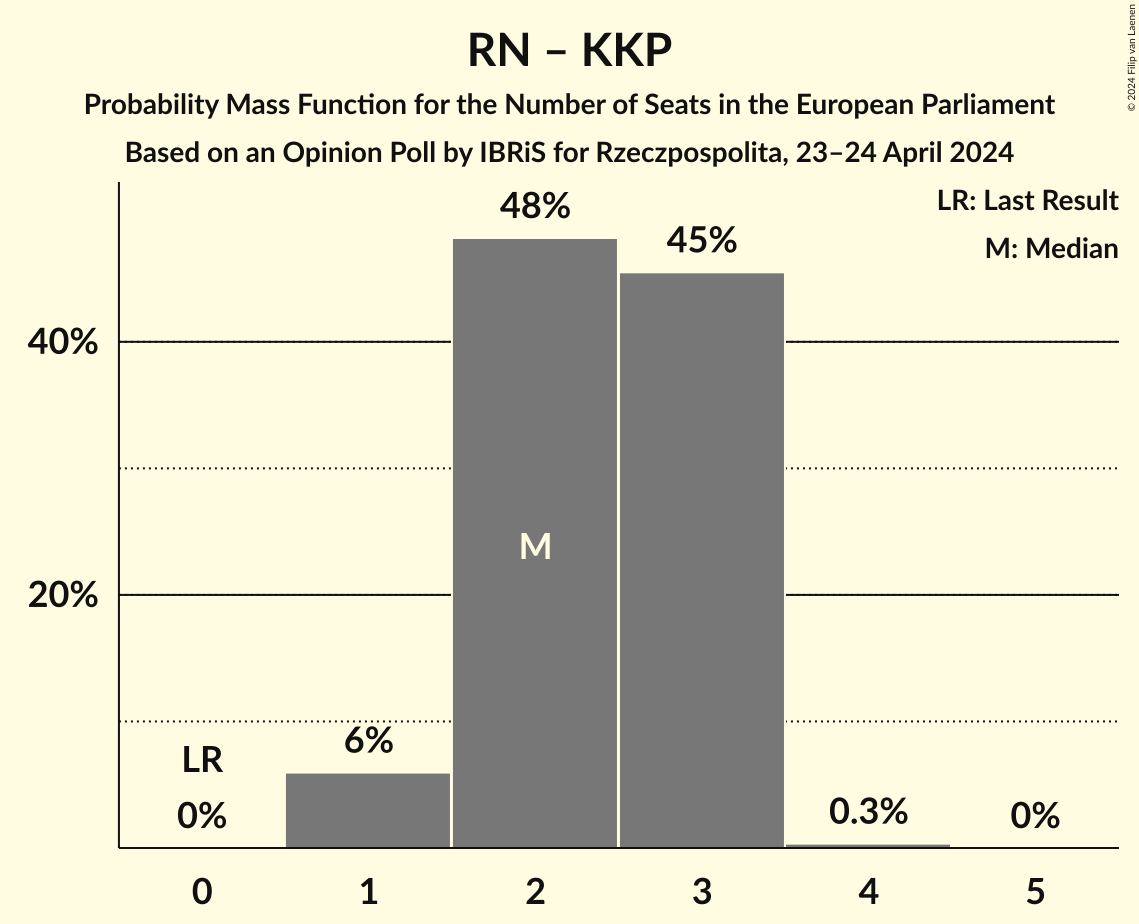 RN – KKP
Probability Mass Function for the Number of Seats in the European Parliament
Based on an Opinion Poll by IBRiS for Rzeczpospolita, 23–24 April 2024
© 2024 Filip van Laenen
LR: Last Result
M: Median
48%
45%
40%
M
20%
6%
LR
0%
0.3%
0%
0 1 2 3 4 5